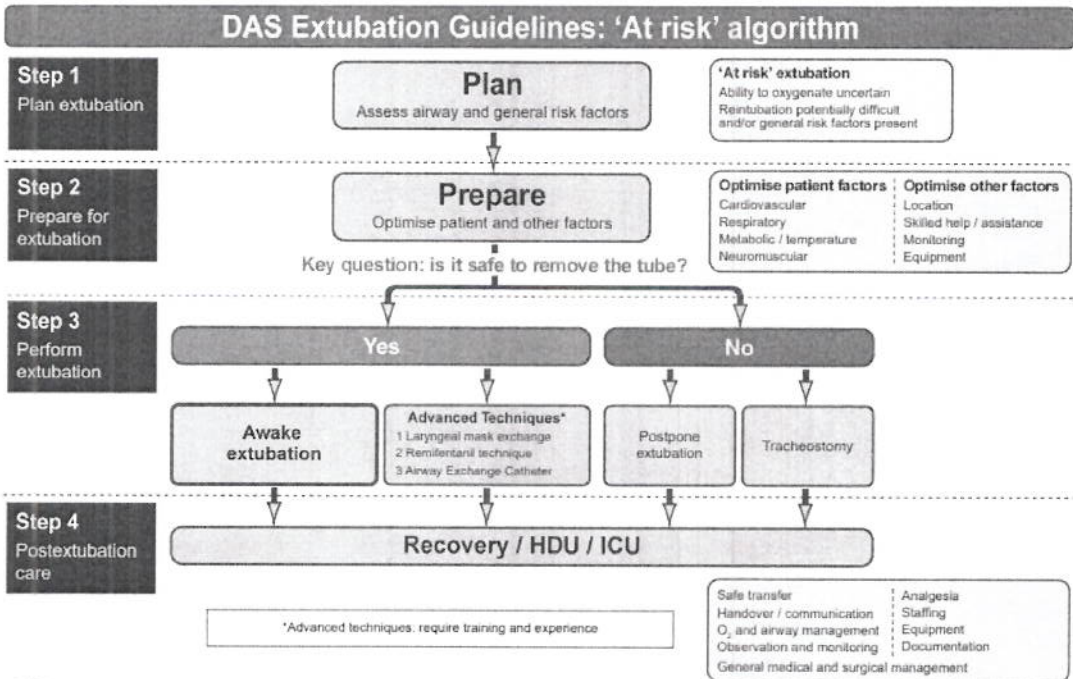 DAS Extubation Guidelines: ‘At risk’ algorithm
Step 1
Plan extubation
Plan
Assess airway and general risk factors
‘At risk’ extubation
Ability to oxygenate uncertain
Reintubation potentially difficult
and/or general risk factors present
Step 2
Prepare for
extubation
Prepare
Optimise patient and other factors
Optimise patient factors
Cardiovascular
Respiratory
Metabolic / temperature
Neuromuscular
Optimise other factors
Location
Skilled help / assistance
Monitoring
Equipment
Key question: is it safe to remove the tube?
Step 3
Perform
extubation
Yes
No
Awake
extubation
Advanced Techniques*
1 Laryngeal mask exchange
2 Remifentanil technique
3 Airway Exchange Catheter
Postpone
extubation
Tracheostomy
Step 4
Postextubation
care
Recovery / HDU / ICU
*Advanced techniques: require training and experience
Safe transfer
Handover / communication
O₂ and airway management
Observation and monitoring
Analgesia
Staffing
Equipment
Documentation
General medical and surgical management